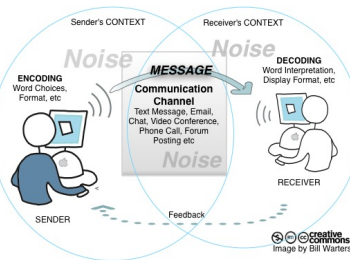 Sender's CONTEXT
Receiver's CONTEXT
Noise
Noise
ENCODING
Word Choices,
Format, etc
MESSAGE
Communication
Channel
Text Message, Email,
Chat, Video Conference,
Phone Call, Forum
Posting etc
Noise
DECODING
Word Interpretation,
Display Format, etc
SENDER
RECEIVER
Feedback
cc creative
commons
Image by Bill Warters